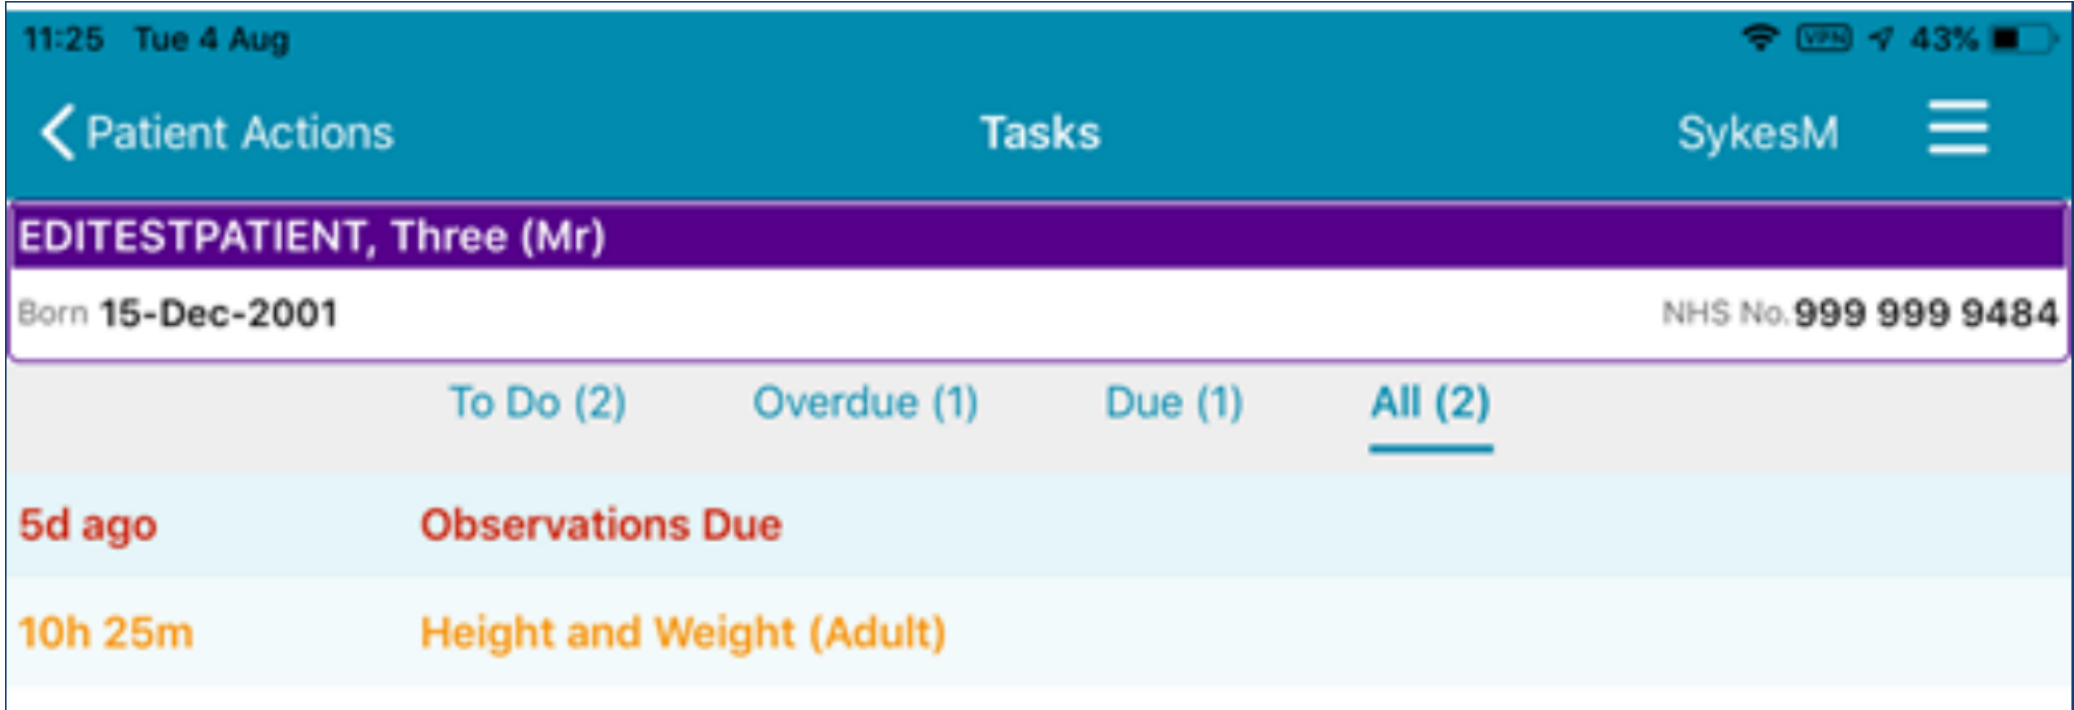 11:25 Tue 4 Aug VPN 43%
Patient Actions Tasks SykesM
EDITESTPATIENT, Three (Mr)
Born 15-Dec-2001 NHS No. 999 999 9484
To Do (2) Overdue (1) Due (1) All (2)
5d ago Observations Due
10h 25m Height and Weight (Adult)